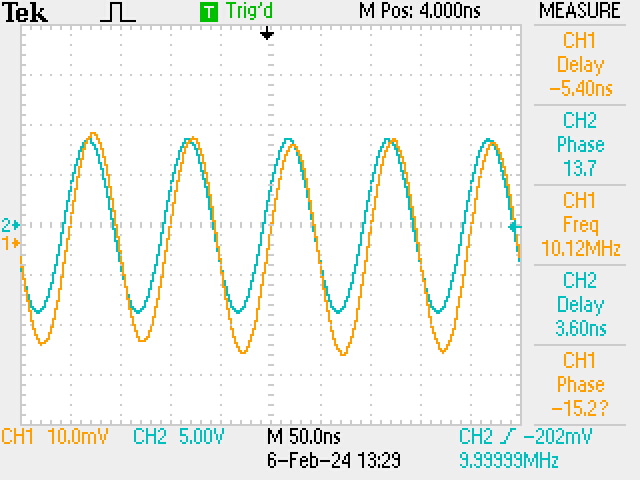 Tek T Trig'd M Pos: 4.000ns MEASURE
CH1
Delay
-5.40ns
CH2
Phase
13.7
CH1
Freq
10.12MHz
CH2
Delay
3.60ns
CH1
Phase
-15.2?
2
1
CH1 10.0mV CH2 5.00V M 50.0ns CH2 -202mV
6-Feb-24 13:29 9.99999MHz